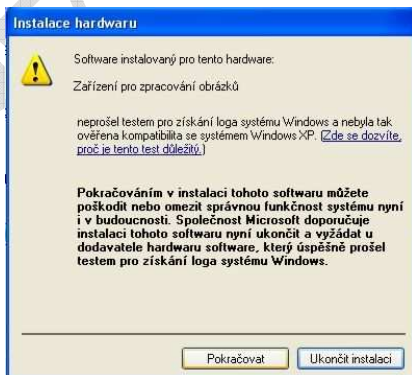 Instalace hardwaru
Software instalovaný pro tento hardware:
Zařízení pro zpracování obrázků
neprošel testem pro získání loga systému Windows a nebyla tak
ověřena kompatibilita se systémem Windows XP. (Zde se dozvíte,
proč je tento test důležitý.)
Pokračováním v instalaci tohoto softwaru můžete
poškodit nebo omezit správnou funkčnost systému nyní
i v budoucnosti. Společnost Microsoft doporučuje
instalaci tohoto softwaru nyní ukončit a vyžádat u
dodavatele hardwaru software, který úspěšně prošel
testem pro získání loga systému Windows.
Pokračovat
Ukončit instalaci